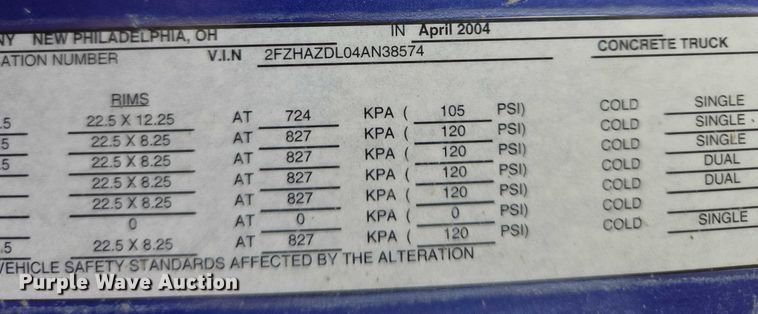 NY NEW PHILADELPHIA, OH IN April 2004
ATION NUMBER V.I.N 2FZHAZDL04AN38574 CONCRETE TRUCK
RIMS
.5 22.5 X 12.25 AT 724 KPA ( 105 PSI) COLD SINGLE
.5 22.5 X 8.25 AT 827 KPA ( 120 PSI) COLD SINGLE
.5 22.5 X 8.25 AT 827 KPA ( 120 PSI) COLD SINGLE
22.5 X 8.25 AT 827 KPA ( 120 PSI) COLD DUAL
22.5 X 8.25 AT 827 KPA ( 120 PSI) COLD DUAL
0 AT 0 KPA ( 0 PSI) COLD
.5 22.5 X 8.25 AT 827 KPA ( 120 PSI) COLD SINGLE
VEHICLE SAFETY STANDARDS AFFECTED BY THE ALTERATION
Purple Wave Auction